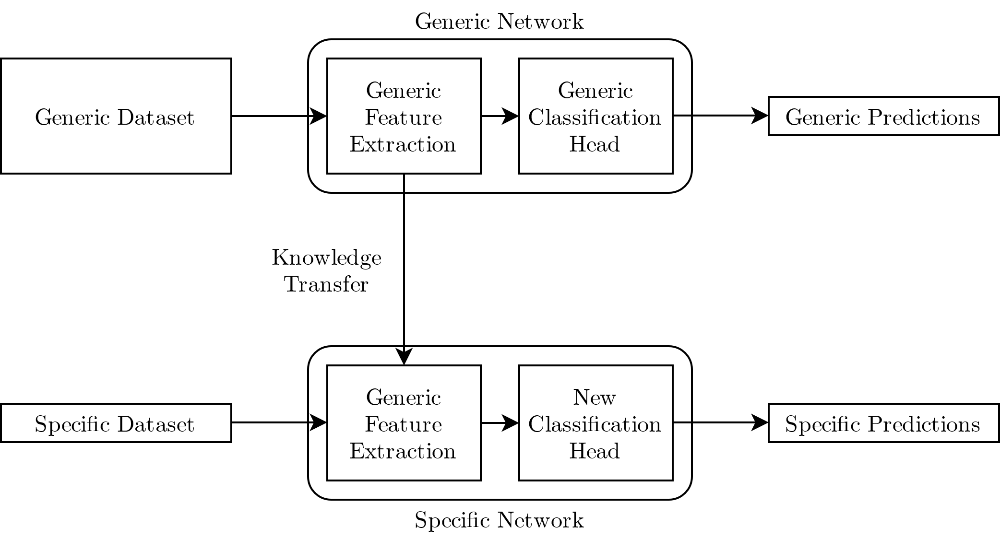 Generic Network
Generic Dataset
Generic
Feature
Extraction
Generic
Classification
Head
Generic Predictions
Knowledge
Transfer
Specific Dataset
Generic
Feature
Extraction
New
Classification
Head
Specific Predictions
Specific Network